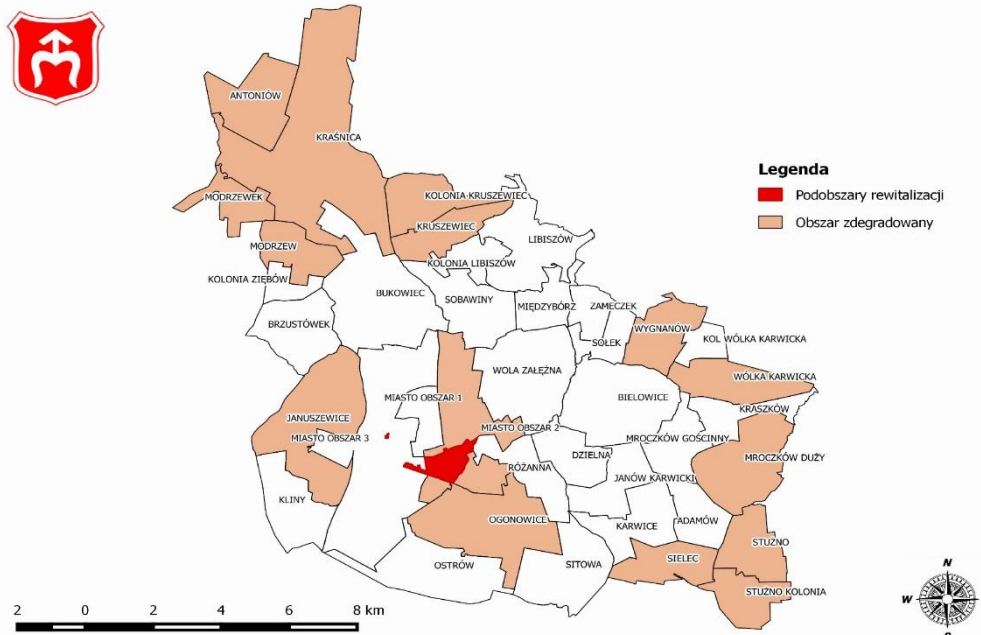 ANTONIÓW
KRAŚNICA
Legenda
Podobszary rewitalizacji
Obszar zdegradowany
MODRZEWEK
KOLONIA-KRUSZEWIEC
KRUSZEWIEC
LIBISZÓW
MODRZEW
KOLONIA LIBISZÓW
KOLONIA ZIĘBÓW
BUKOWIEC
SOBAWINY
MIĘDZYBÓRZ
ZAMECZEK
BRZUSTÓWEK
WYGNANÓW
SOŁEK
KOL WÓLKA KARWICKA
WOLA ZAŁĘŻNA
WÓLKA KARWICKA
MIASTO OBSZAR 1
BIELOWICE
KRASZKÓW
JANUSZEWICE
MIASTO OBSZAR 2
MIASTO OBSZAR 3
MROCZKÓW GOŚCINNY
DZIELNA
MROCZKÓW DUŻY
RÓŻANNA
JANÓW KARWICKI
KLINY
OGONOWICE
KARWICE
ADAMÓW
STUŻNO
OSTRÓW
SITOWA
SIELEC
STUŻNO KOLONIA
N
W
S
2 0 2 4 6 8 km